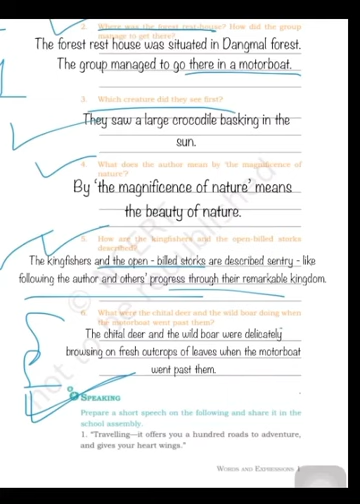 2. Where was the forest rest-house? How did the group
manage to get there?
The forest rest house was situated in Dangmal forest.
The group managed to go there in a motorboat.
3. Which creature did they see first?
They saw a large crocodile basking in the
sun.
4. What does the author mean by 'the magnificence of
nature'?
By 'the magnificence of nature' means
the beauty of nature.
5. How are the kingfishers and the open-billed storks
described?
The kingfishers and the open - billed storks are described sentry - like
following the author and others' progress through their remarkable kingdom.
6. What were the chital deer and the wild boar doing when
the motorboat went past them?
The chital deer and the wild boar were delicately
browsing on fresh outcrops of leaves when the motorboat
went past them.
SPEAKING
Prepare a short speech on the following and share it in the
school assembly.
1. "Travelling—it offers you a hundred roads to adventure,
and gives your heart wings."
WORDS AND EXPRESSIONS 1
not to be republished